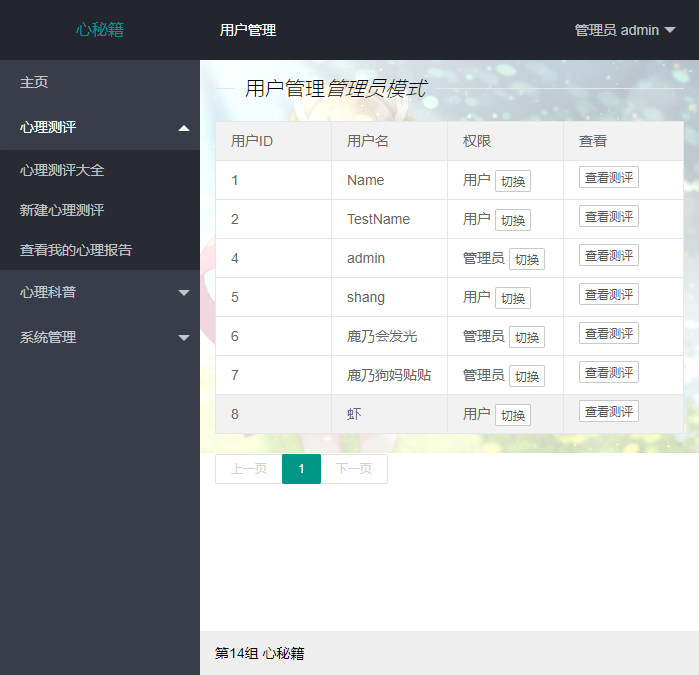 心秘籍 用户管理 管理员 admin
主页
心理测评
心理测评大全
新建心理测评
查看我的心理报告
心理科普
系统管理
用户管理管理员模式
用户ID 用户名 权限 查看
1 Name 用户 切换 查看测评
2 TestName 用户 切换 查看测评
4 admin 管理员 切换 查看测评
5 shang 用户 切换 查看测评
6 鹿乃会发光 管理员 切换 查看测评
7 鹿乃狗妈贴贴 管理员 切换 查看测评
8 虾 用户 切换 查看测评
上一页 1 下一页
第14组 心秘籍